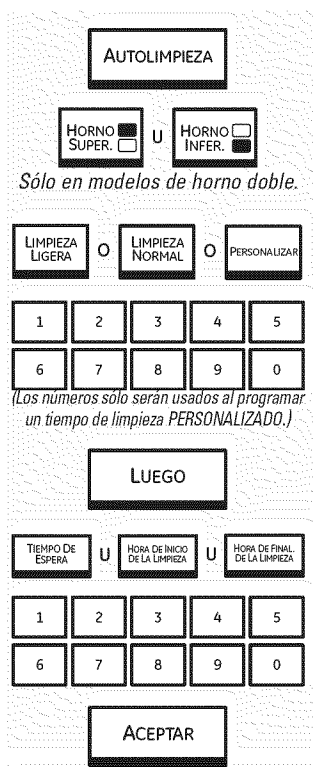 AUTOLIMPIEZA
HORNO SUPER. U HORNO INFER.
Sólo en modelos de horno doble.
LIMPIEZA LIGERA O LIMPIEZA NORMAL O PERSONALIZAR
1 2 3 4 5
6 7 8 9 0
(Los números sólo serán usados al programar
un tiempo de limpieza PERSONALIZADO.)
LUEGO
TIEMPO DE ESPERA U HORA DE INICIO DE LA LIMPIEZA U HORA DE FINAL. DE LA LIMPIEZA
1 2 3 4 5
6 7 8 9 0
ACEPTAR